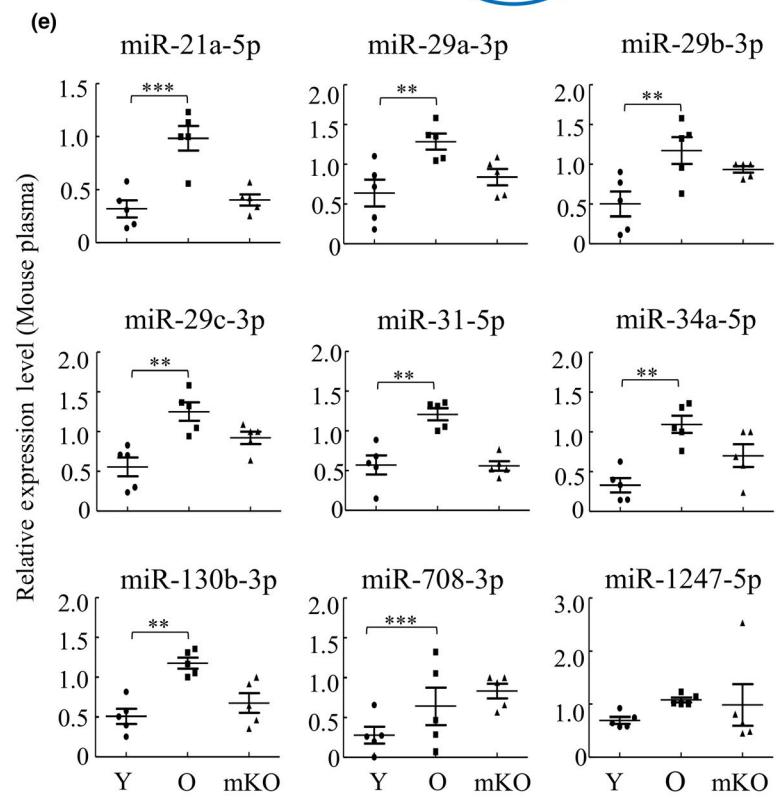 (e)
miR-21a-5p miR-29a-3p miR-29b-3p
1.5 1.0 0.5 0 ***
2.0 1.5 1.0 0.5 0 **
2.0 1.5 1.0 0.5 0 **
Relative expression level (Mouse plasma)
miR-29c-3p miR-31-5p miR-34a-5p
2.0 1.5 1.0 0.5 0 **
2.0 1.5 1.0 0.5 0 **
2.0 1.5 1.0 0.5 0 **
miR-130b-3p miR-708-3p miR-1247-5p
2.0 1.5 1.0 0.5 0 **
2.0 1.5 1.0 0.5 0 ***
3.0 2.0 1.0 0
Y O mKO Y O mKO Y O mKO